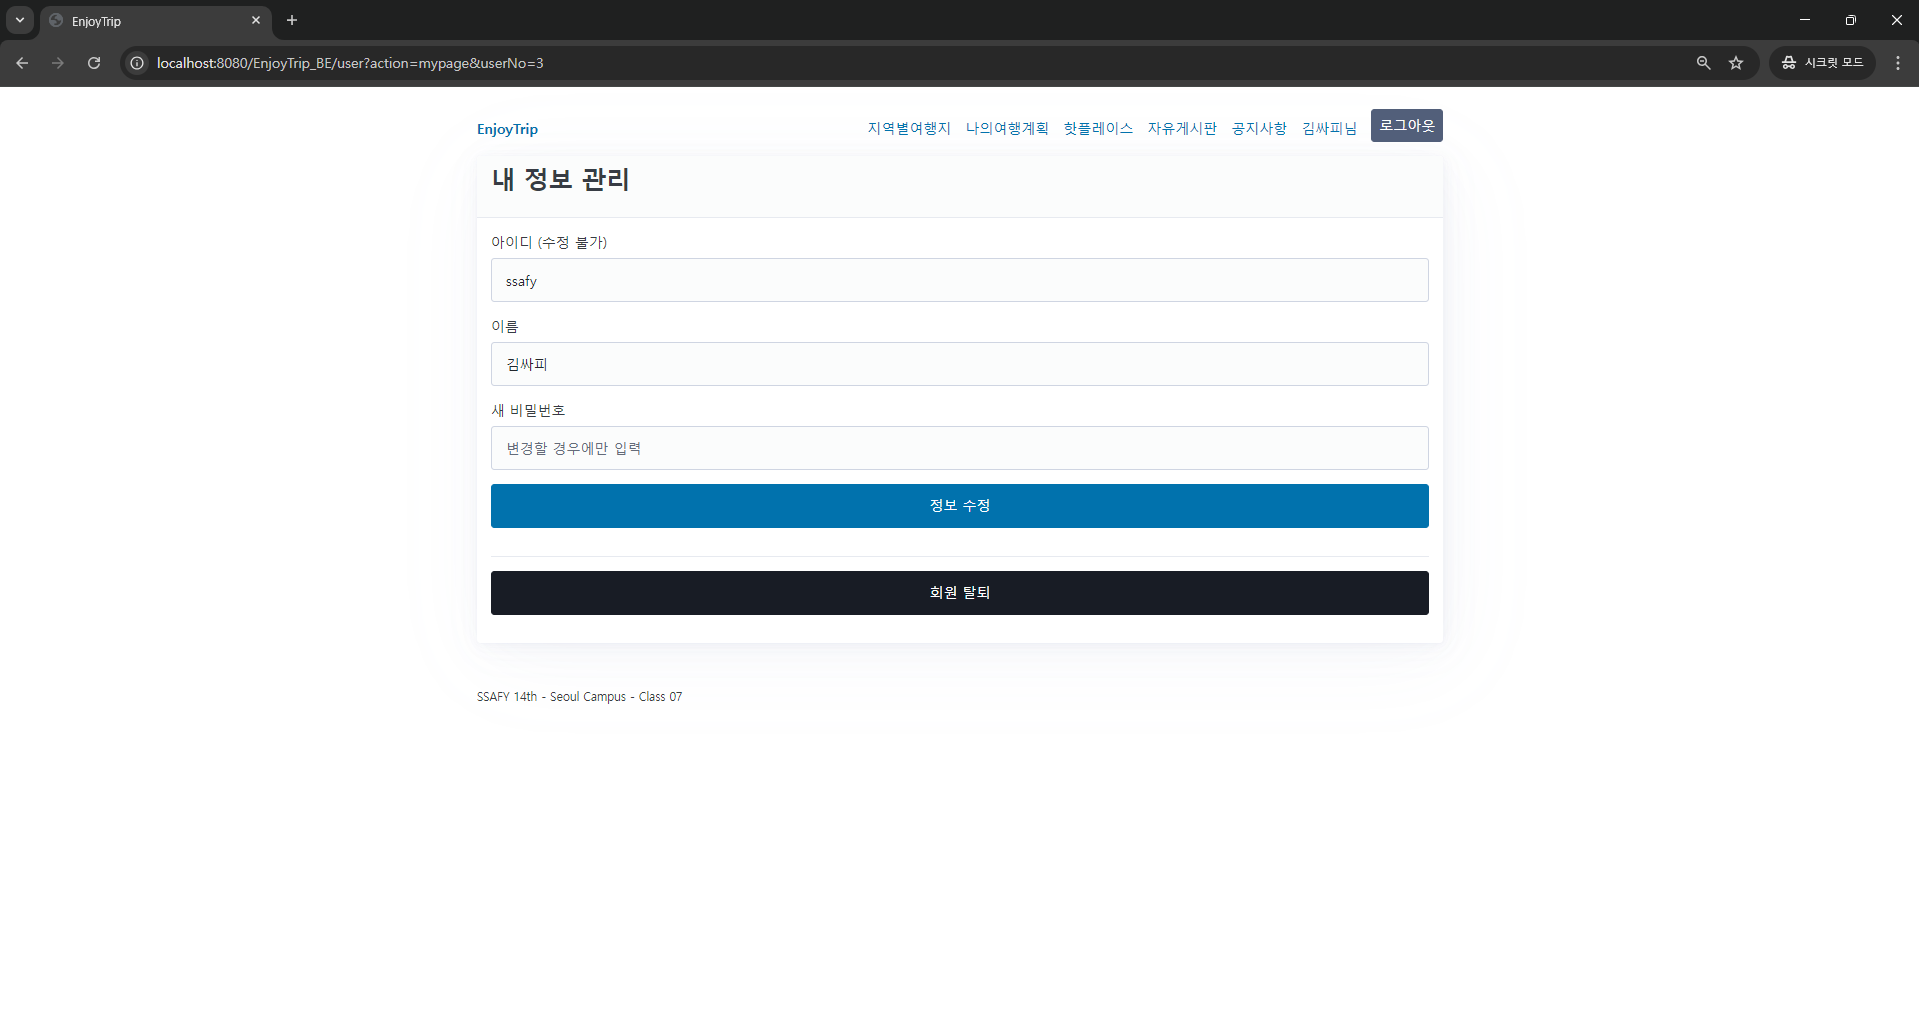 EnjoyTrip
localhost:8080/EnjoyTrip_BE/user?action=mypage&userNo=3
시크릿 모드
EnjoyTrip 지역별여행지 나의여행계획 핫플레이스 자유게시판 공지사항 김싸피님 로그아웃
내 정보 관리
아이디 (수정 불가)
ssafy
이름
김싸피
새 비밀번호
변경할 경우에만 입력
정보 수정
회원 탈퇴
SSAFY 14th - Seoul Campus - Class 07